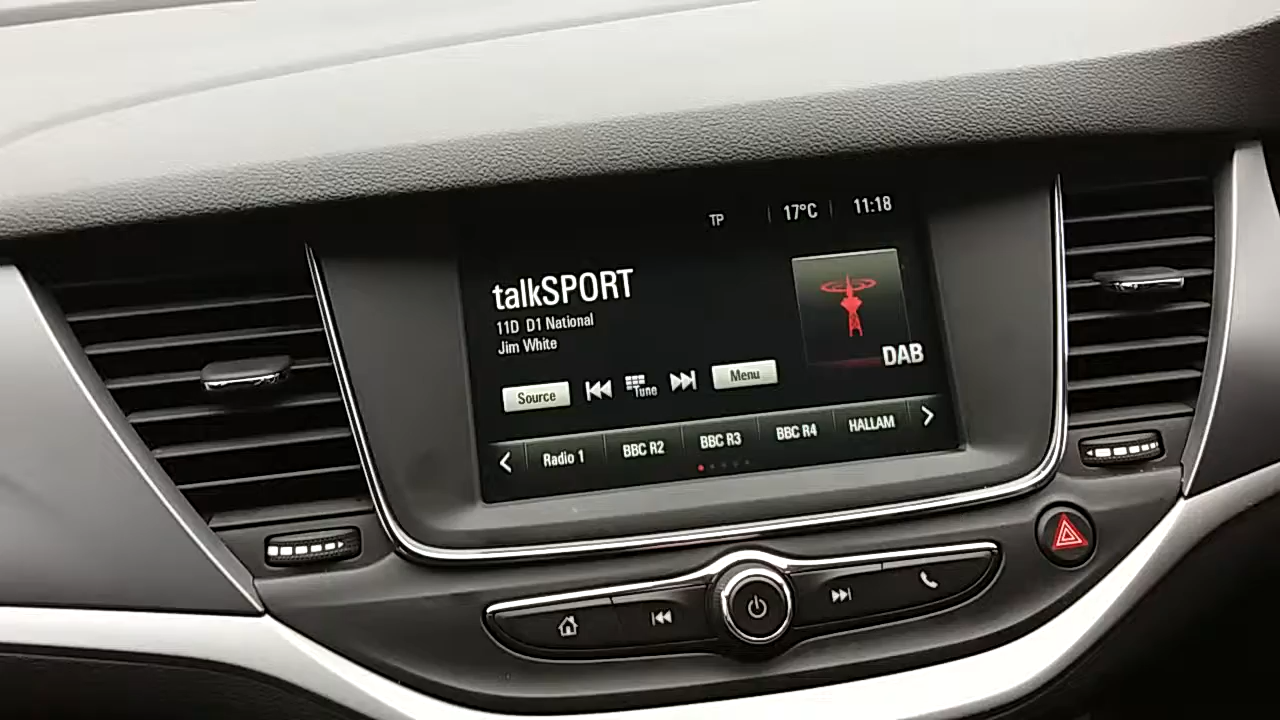 TP 17°C 11:18
talkSPORT
11D D1 National
Jim White
DAB
Source Tune Menu
Radio 1 BBC R2 BBC R3 BBC R4 HALLAM